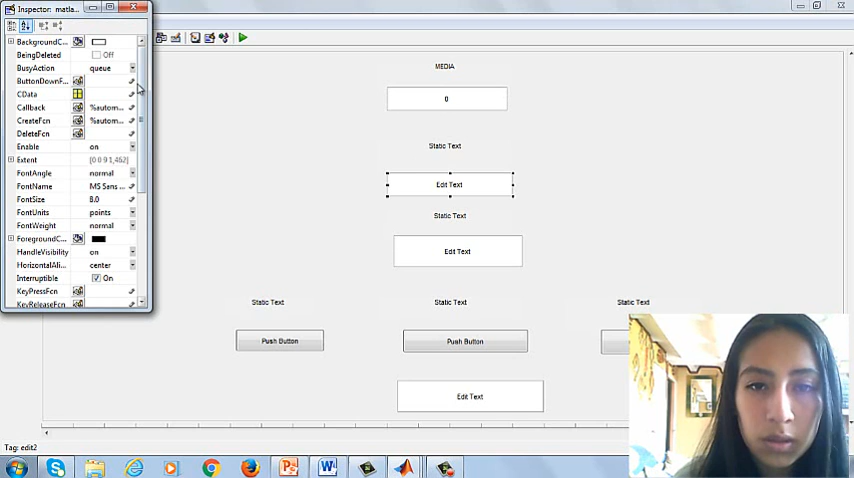 Inspector: matla...
BackgroundC...
BeingDeleted Off
BusyAction queue
ButtonDownF...
CData
Callback %autom...
CreateFcn %autom...
DeleteFcn
Enable on
Extent [0 0 9 1,462]
FontAngle normal
FontName MS Sans ...
FontSize 8.0
FontUnits points
FontWeight normal
ForegroundC...
HandleVisibility on
HorizontalAli... center
Interruptible On
KeyPressFcn
KeyReleaseFcn
MEDIA
0
Static Text
Edit Text
Static Text
Edit Text
Static Text Static Text Static Text
Push Button Push Button
Edit Text
Tag: edit2